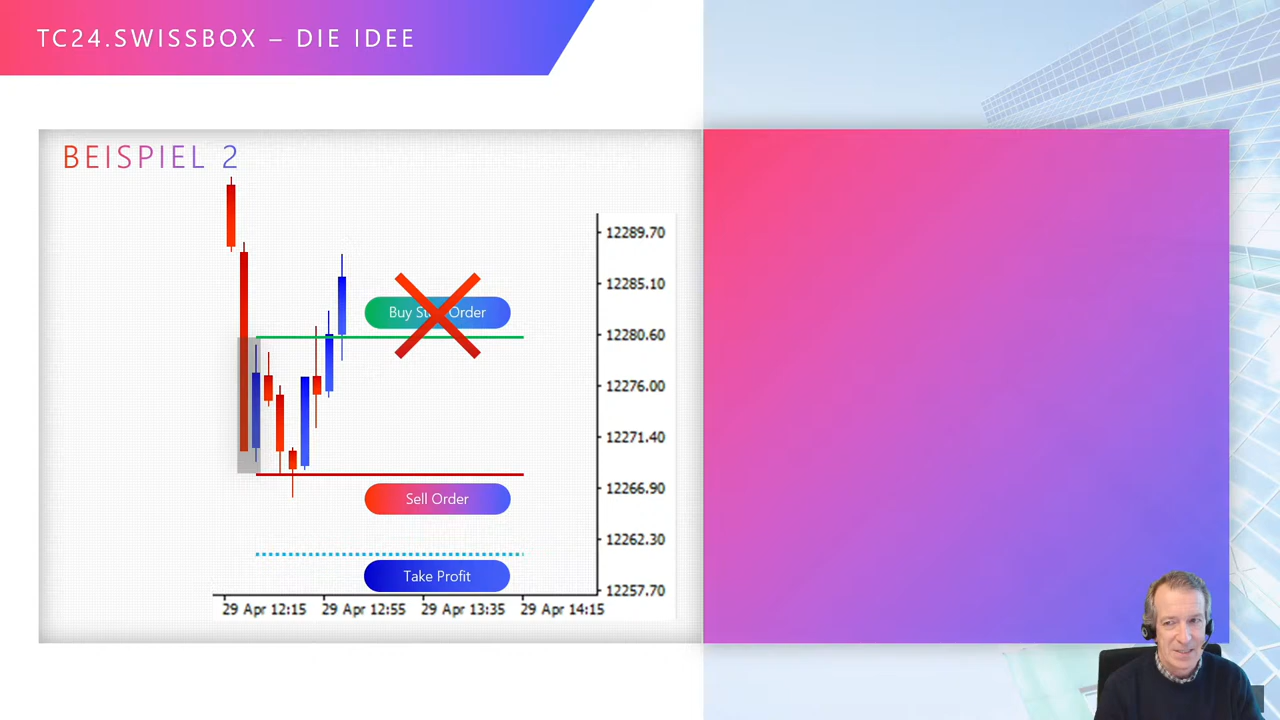 TC24.SWISSBOX – DIE IDEE
BEISPIEL 2
12289.70
12285.10
Buy Stop Order
12280.60
12276.00
12271.40
12266.90
Sell Order
12262.30
Take Profit
12257.70
29 Apr 12:15 29 Apr 12:55 29 Apr 13:35 29 Apr 14:15